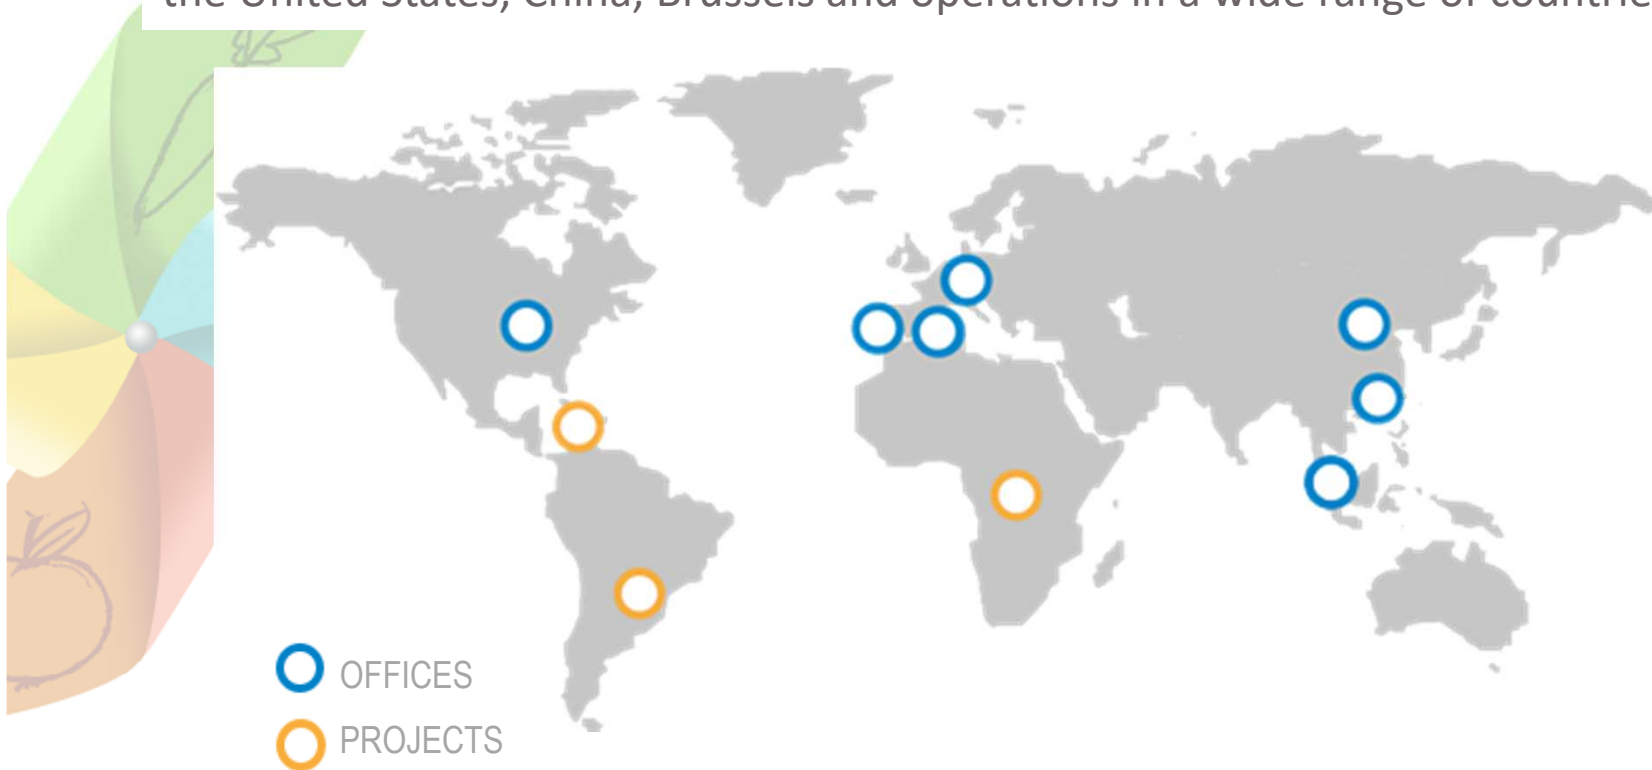 the United States, China, Brussels and operations in a wide range of countrie
OFFICES
PROJECTS